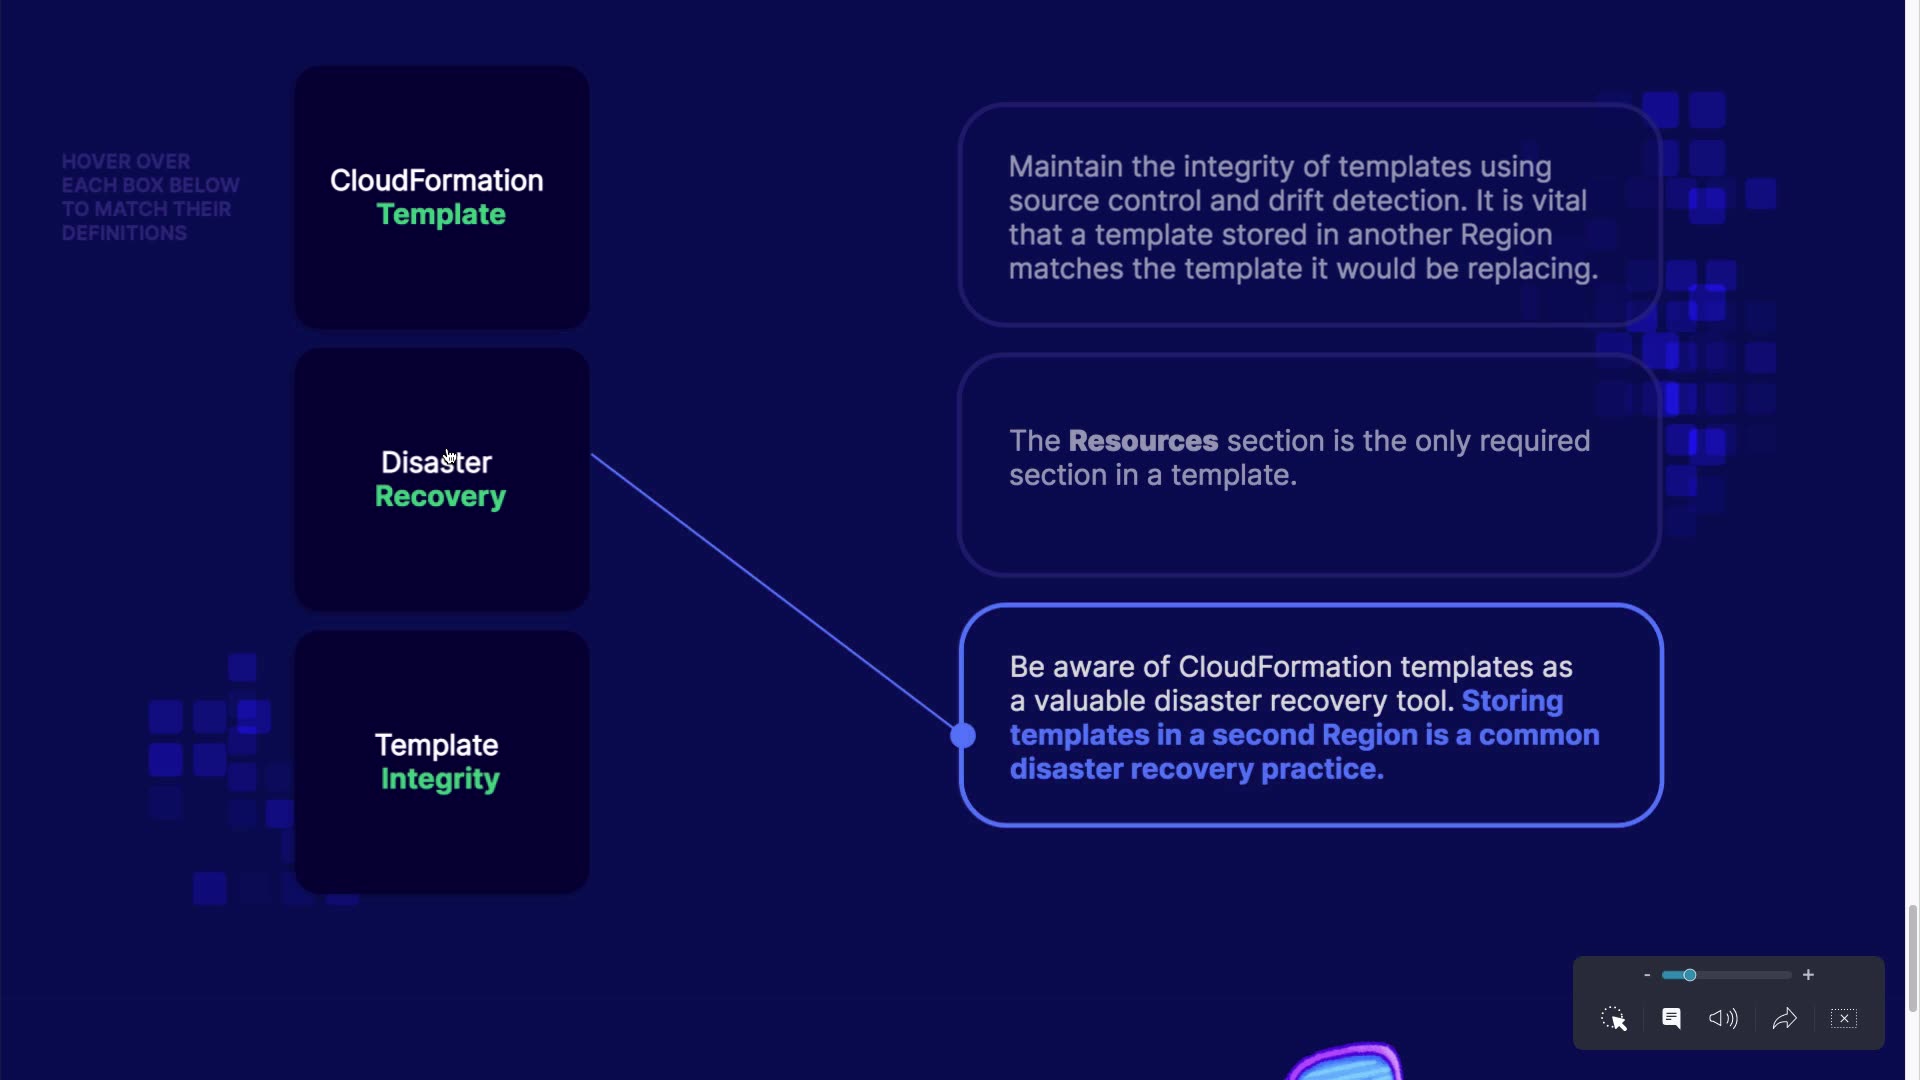 HOVER OVER
EACH BOX BELOW
TO MATCH THEIR
DEFINITIONS
CloudFormation
Template
Disaster
Recovery
Template
Integrity
Maintain the integrity of templates using
source control and drift detection. It is vital
that a template stored in another Region
matches the template it would be replacing.
The Resources section is the only required
section in a template.
Be aware of CloudFormation templates as
a valuable disaster recovery tool. Storing
templates in a second Region is a common
disaster recovery practice.
- +